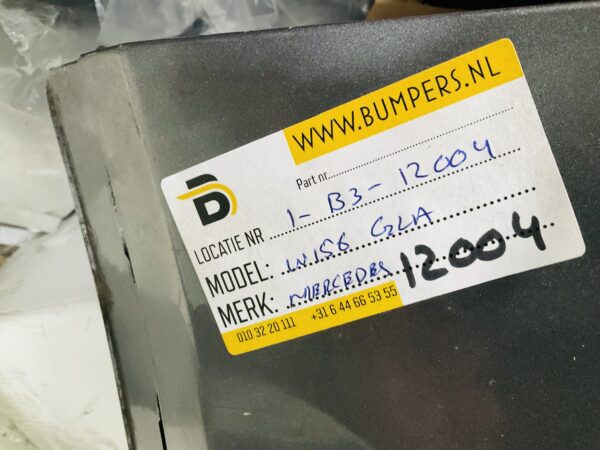 WWW.BUMPERS.NL
Part nr.
B
LOCATIE NR 1-B3-12004
MODEL: W156 GLA
MERK: MERCEDES 12004
010 32 20 111 +31 6 44 66 53 55